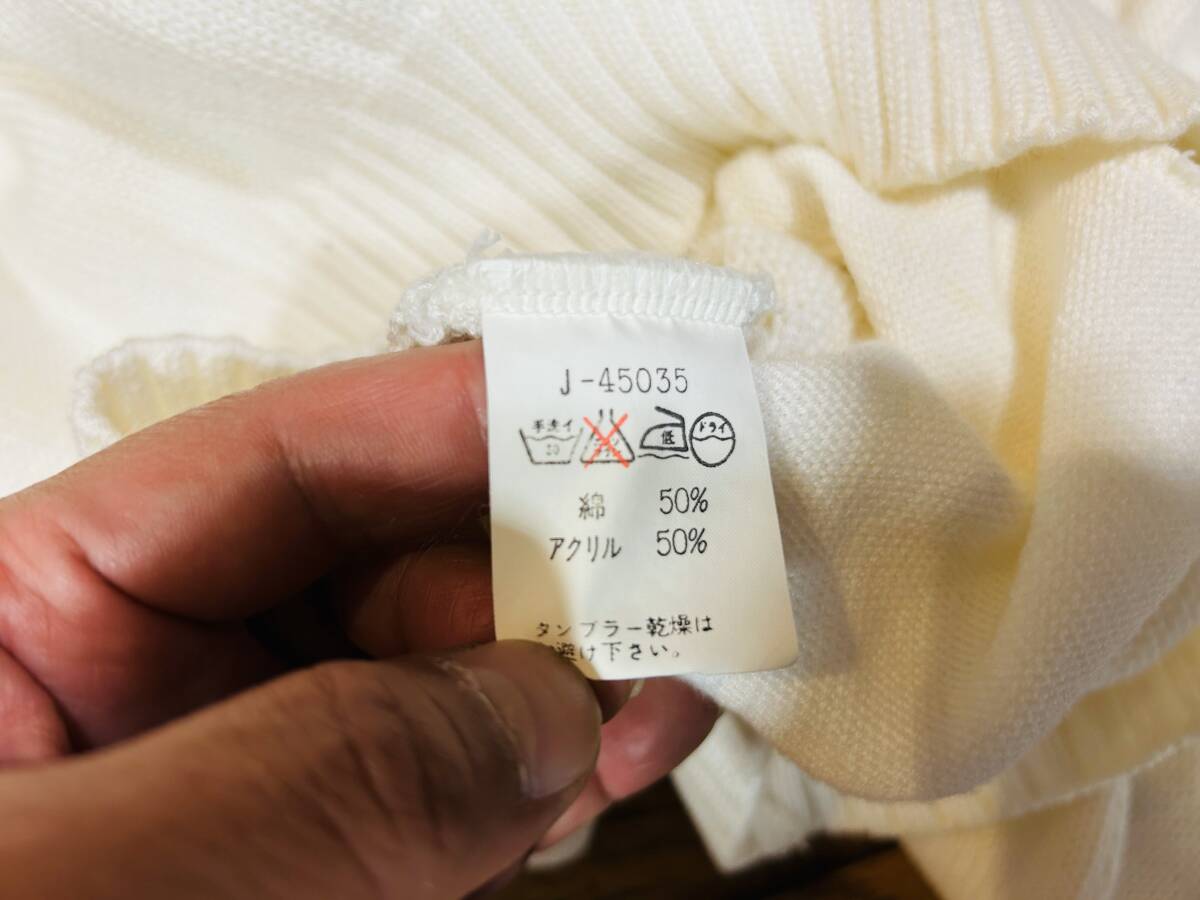 J-45035
手洗イ 低 ドライ
30
綿 50%
アクリル 50%
タンブラー乾燥は
避け下さい。